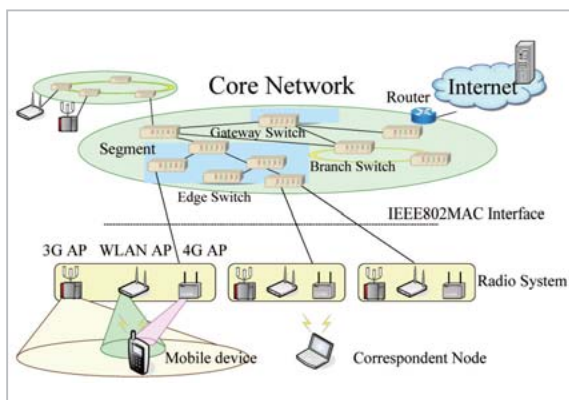 Core Network
Internet
Router
Gateway Switch
Segment
Branch Switch
Edge Switch
IEEE802MAC Interface
3G AP WLAN AP 4G AP
Radio System
Mobile device
Correspondent Node